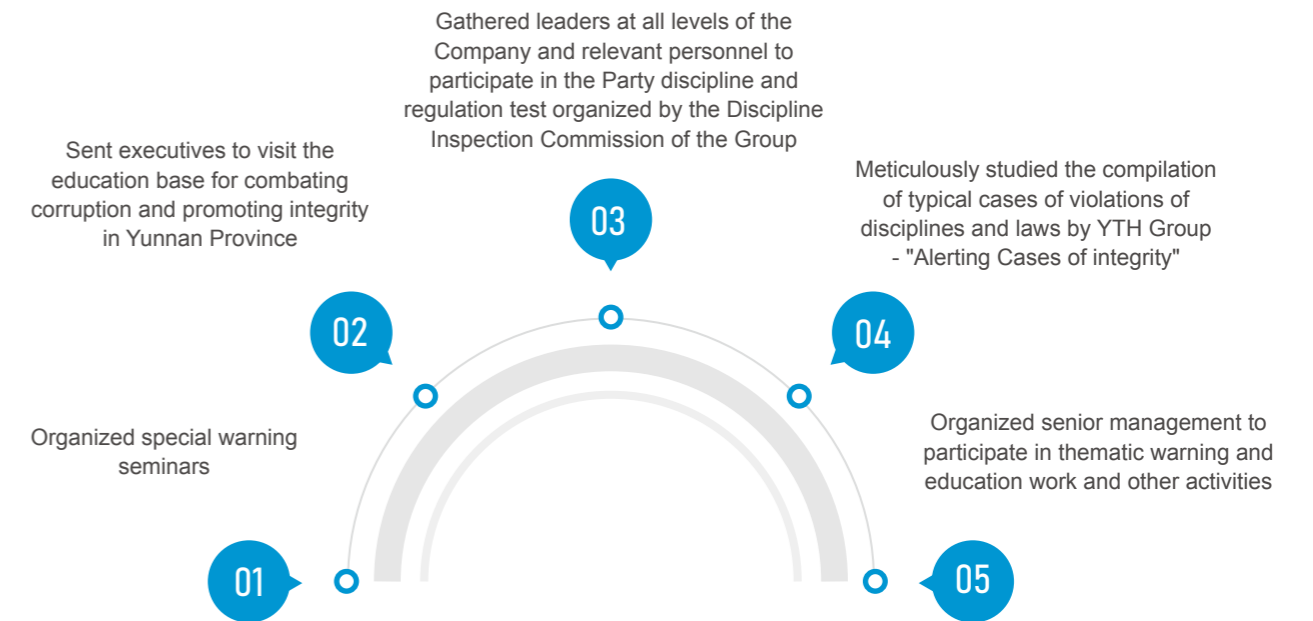 Gathered leaders at all levels of the
Company and relevant personnel to
participate in the Party discipline and
regulation test organized by the Discipline
Inspection Commission of the Group
Sent executives to visit the
education base for combating
corruption and promoting integrity
in Yunnan Province
Meticulously studied the compilation
of typical cases of violations of
disciplines and laws by YTH Group
- "Alerting Cases of integrity"
03
02
04
Organized special warning
seminars
Organized senior management to
participate in thematic warning and
education work and other activities
01
05